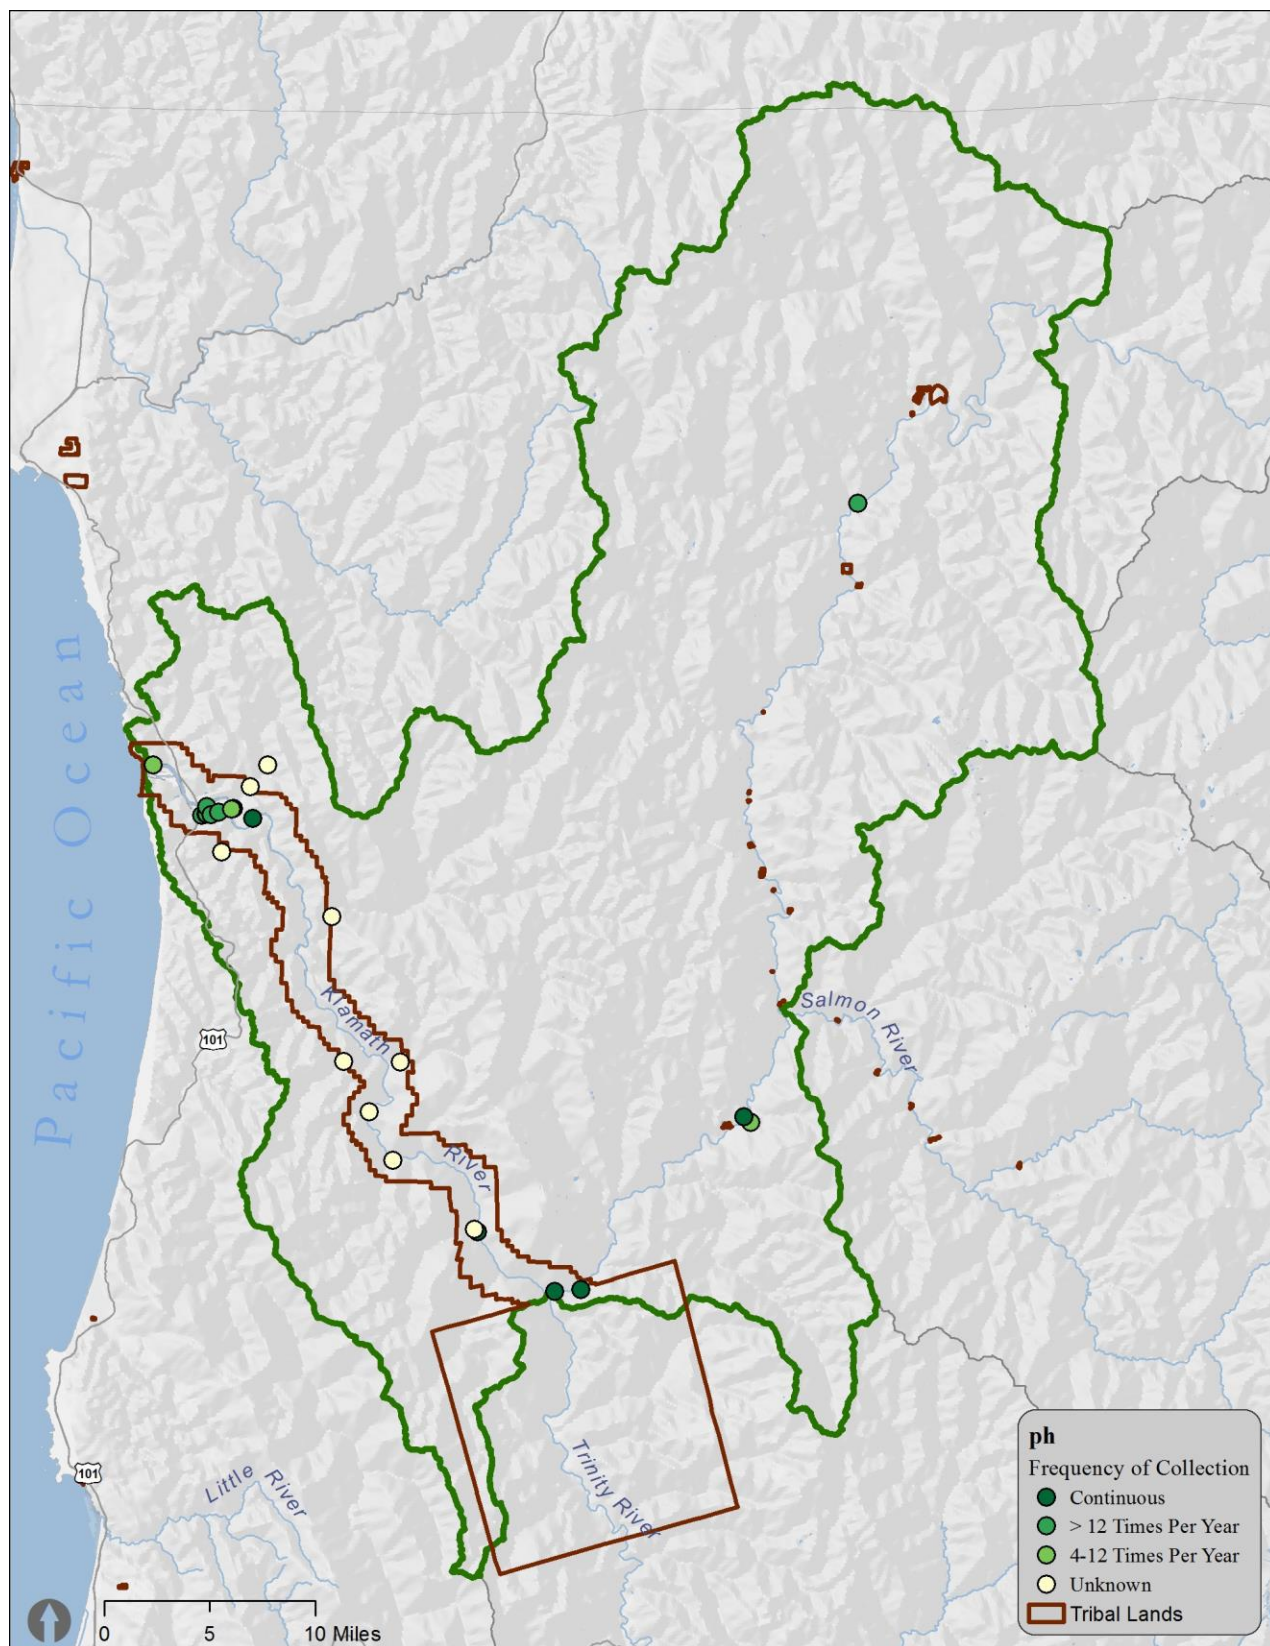 Pacific Ocean
Klamath
River
Salmon River
101
Trinity River
Little River
101
ph
Frequency of Collection
Continuous
> 12 Times Per Year
4-12 Times Per Year
Unknown
Tribal Lands
0 5 10 Miles